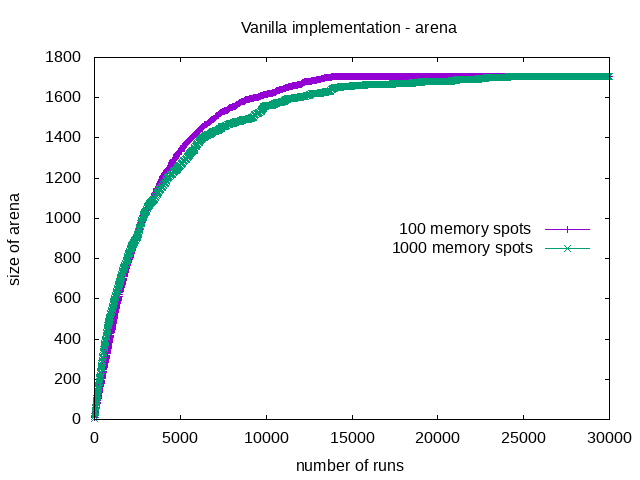 Vanilla implementation - arena
1800
1600
1400
1200
1000
800
600
400
200
0
size of arena
100 memory spots
1000 memory spots
0 5000 10000 15000 20000 25000 30000
number of runs